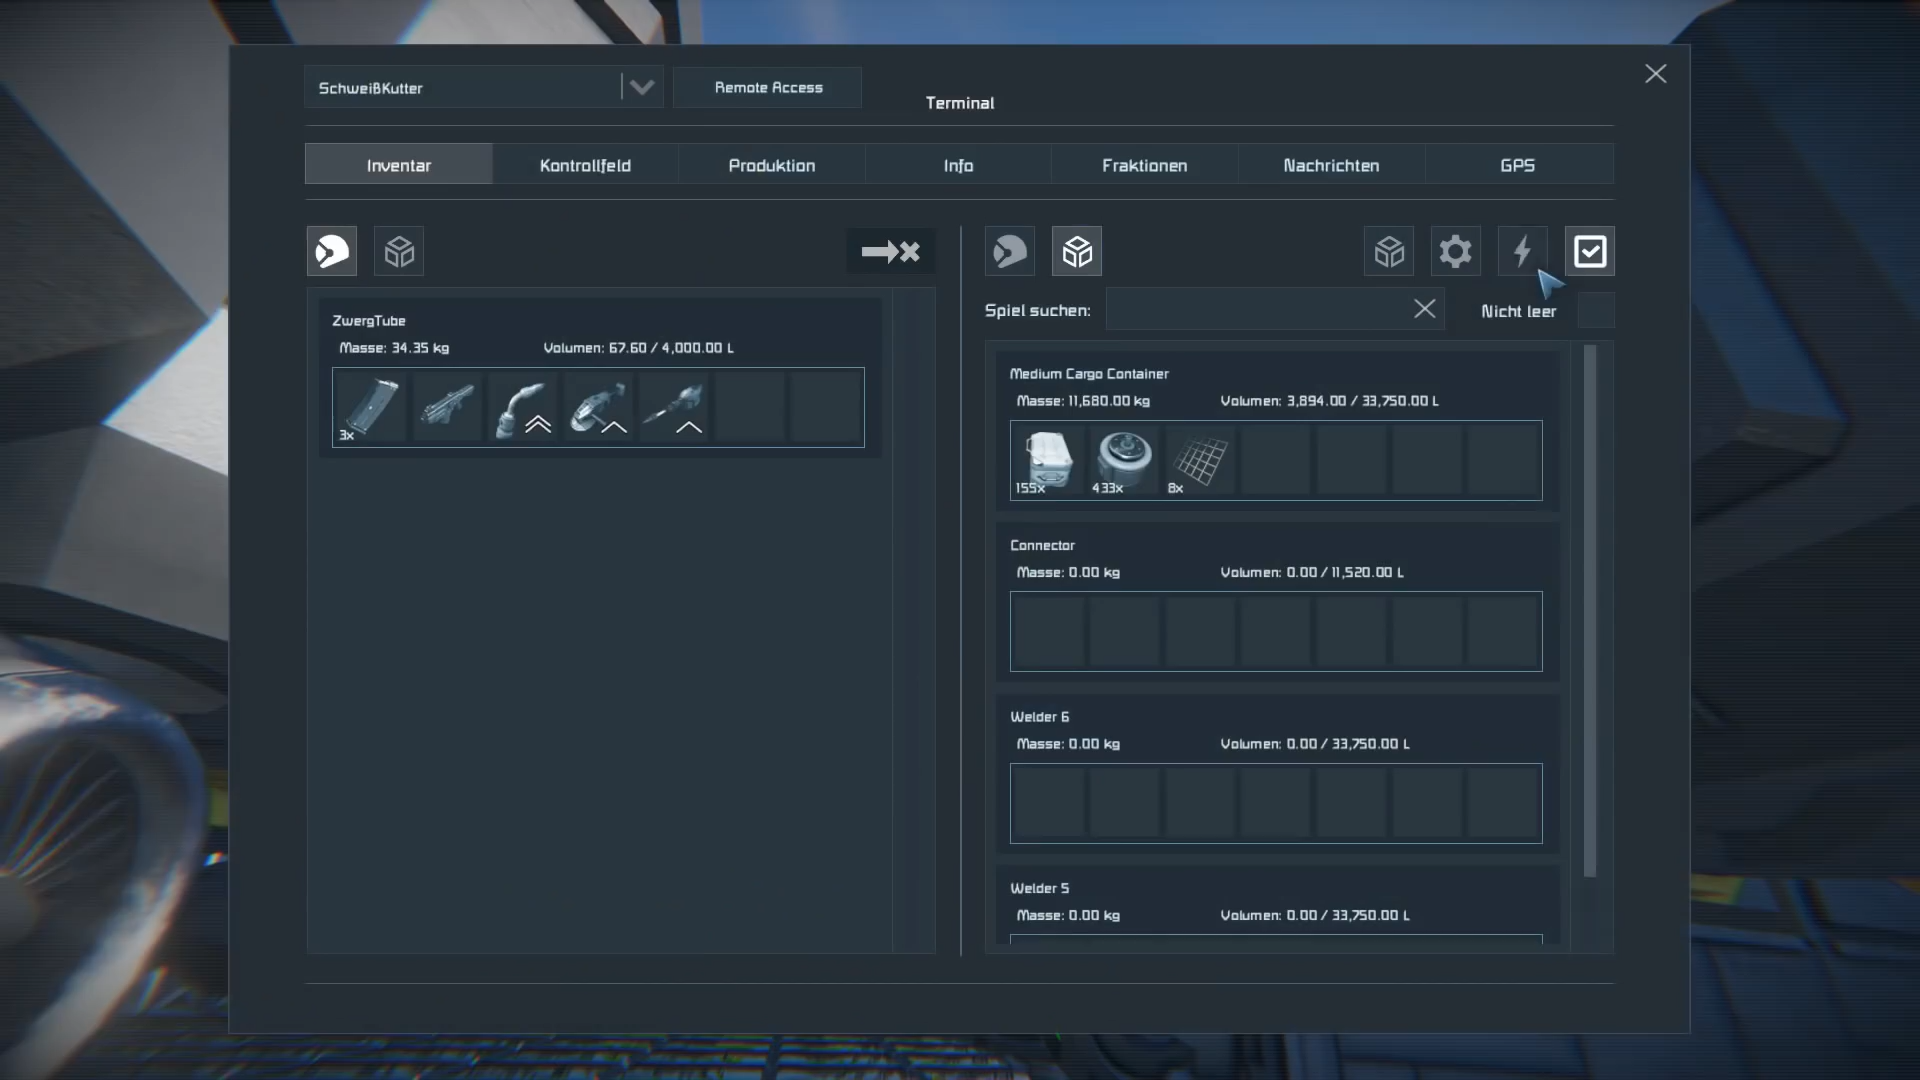 SchweißKutter
Remote Access
Terminal
Inventar
Kontrollfeld
Produktion
Info
Fraktionen
Nachrichten
GPS
ZwergTube
Masse: 34.35 kg
Volumen: 67.60 / 4,000.00 L
3x
Spiel suchen:
Nicht leer
Medium Cargo Container
Masse: 11,680.00 kg
Volumen: 3,894.00 / 33,750.00 L
155x
433x
8x
Connector
Masse: 0.00 kg
Volumen: 0.00 / 11,520.00 L
Welder 6
Masse: 0.00 kg
Volumen: 0.00 / 33,750.00 L
Welder 5
Masse: 0.00 kg
Volumen: 0.00 / 33,750.00 L